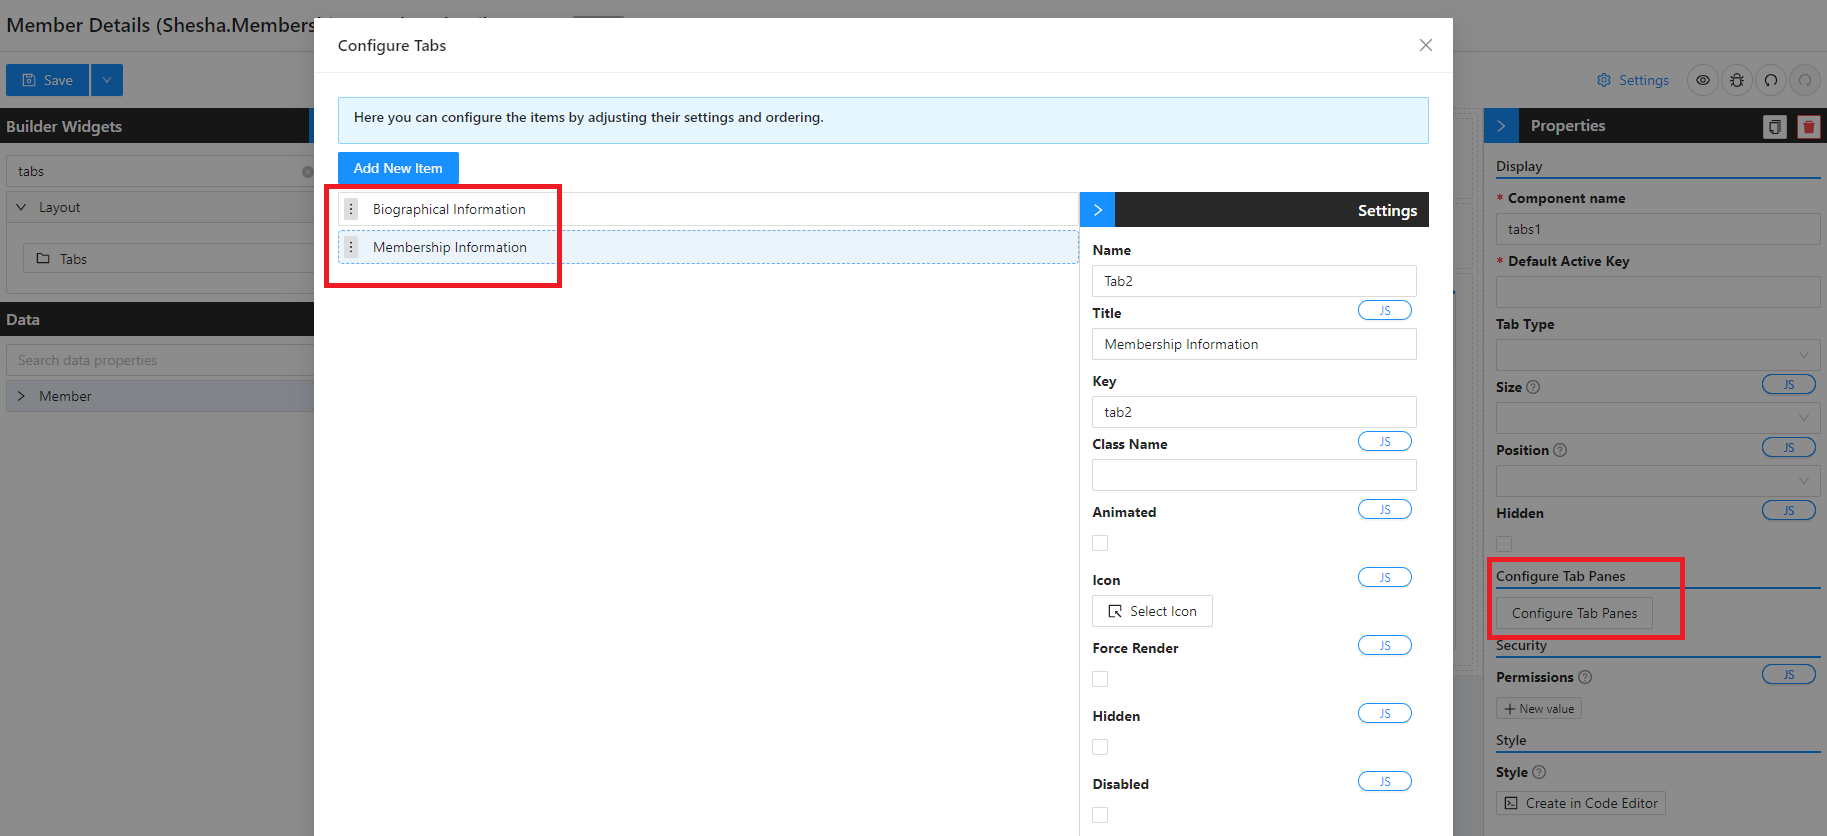 Member Details (Shesha.Members
Save
Settings
Builder Widgets
tabs
Layout
Tabs
Data
Search data properties
Member
Configure Tabs
Here you can configure the items by adjusting their settings and ordering.
Add New Item
Biographical Information
Membership Information
Settings
Name
Tab2
Title
JS
Membership Information
Key
tab2
Class Name
JS
Animated
JS
Icon
JS
Select Icon
Force Render
JS
Hidden
JS
Disabled
JS
Properties
Display
* Component name
tabs1
* Default Active Key
Tab Type
Size
JS
Position
JS
Hidden
JS
Configure Tab Panes
Configure Tab Panes
Security
Permissions
JS
+ New value
Style
Style
Create in Code Editor